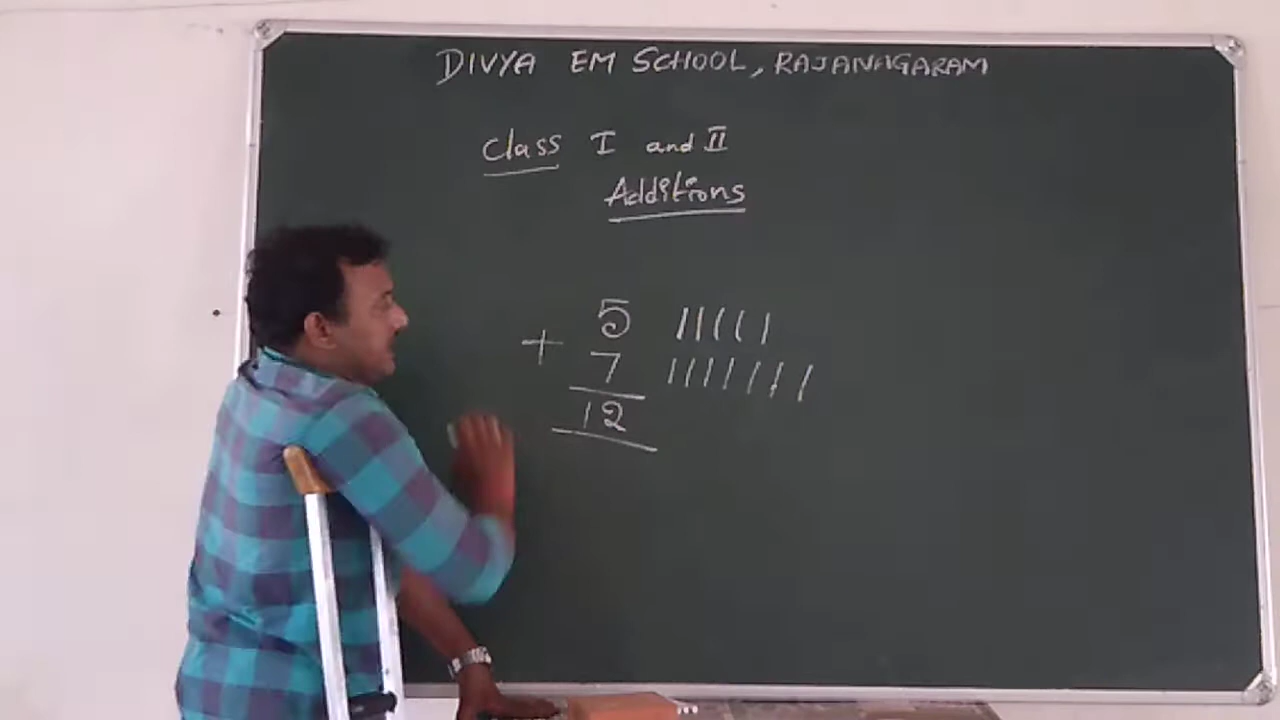 DIVYA EM SCHOOL, RAJANAGARAM
Class I and II
Additions
5 |||||
+ 7 |||||||
12